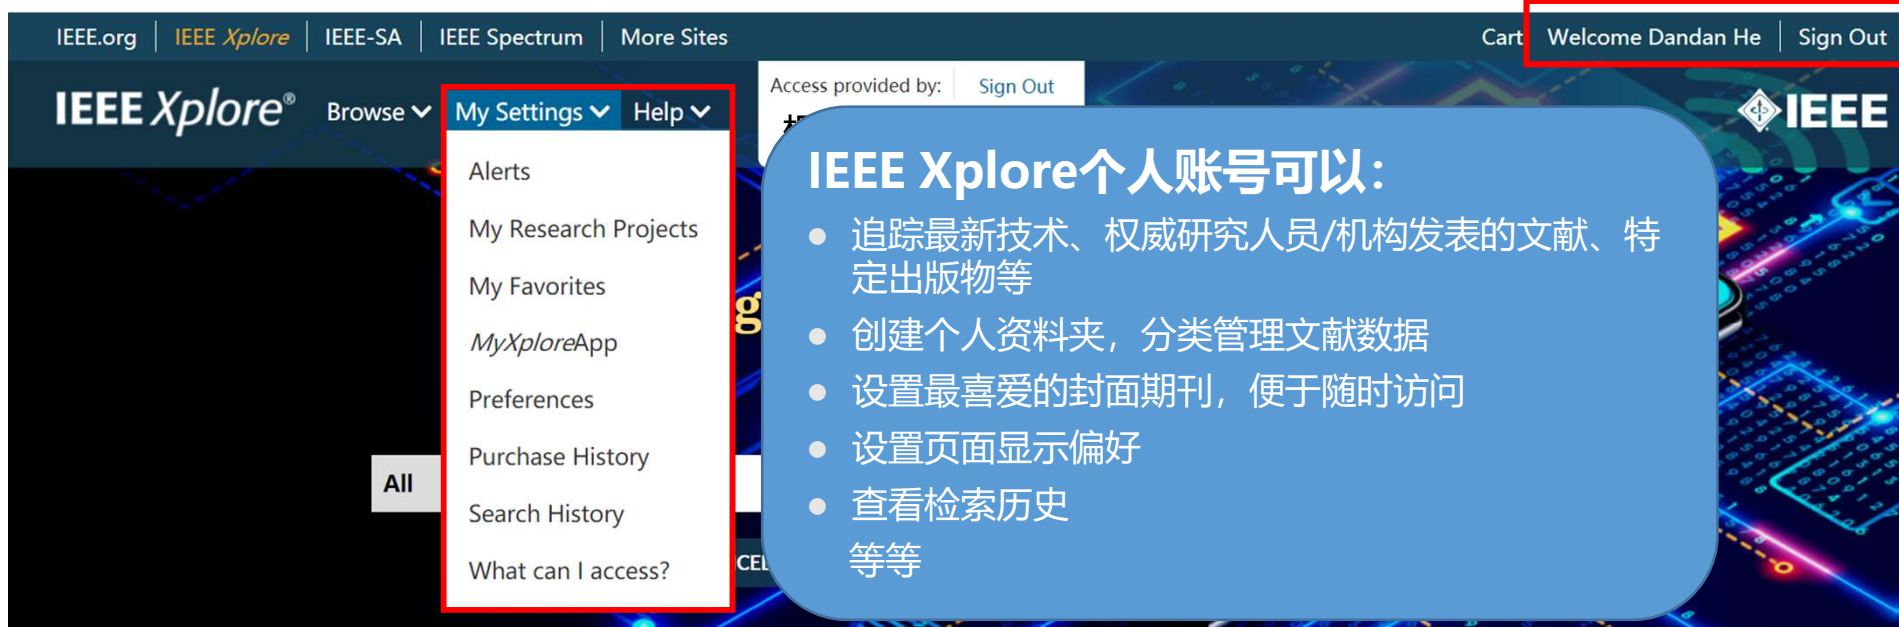 IEEE.org | IEEE Xplore | IEEE-SA | IEEE Spectrum | More Sites
Cart Welcome Dandan He | Sign Out
IEEE Xplore® Browse My Settings Help
Access provided by: Sign Out
IEEE
Alerts
My Research Projects
My Favorites
MyXploreApp
Preferences
Purchase History
Search History
What can I access?
All
IEEE Xplore个人账号可以：
● 追踪最新技术、权威研究人员/机构发表的文献、特
定出版物等
● 创建个人资料夹，分类管理文献数据
● 设置最喜爱的封面期刊，便于随时访问
● 设置页面显示偏好
● 查看检索历史
等等